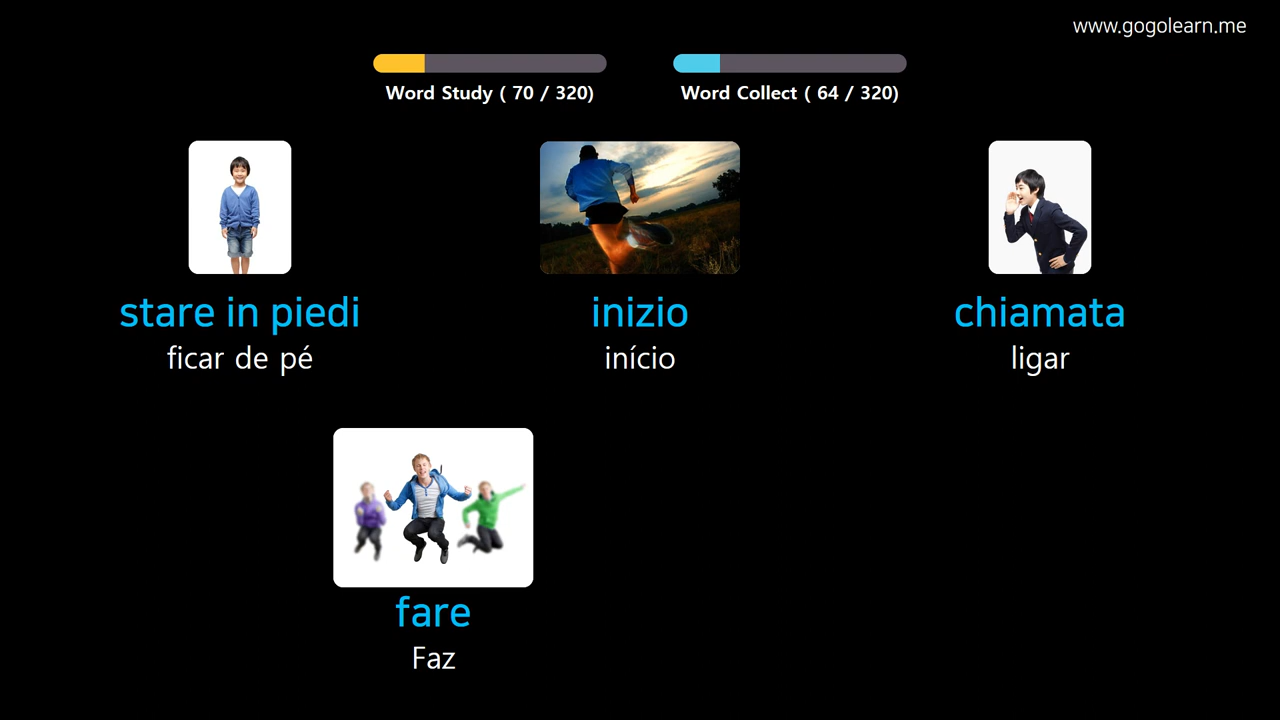 www.gogolearn.me
Word Study ( 70 / 320)
Word Collect ( 64 / 320)
stare in piedi
ficar de pé
inizio
início
chiamata
ligar
fare
Faz